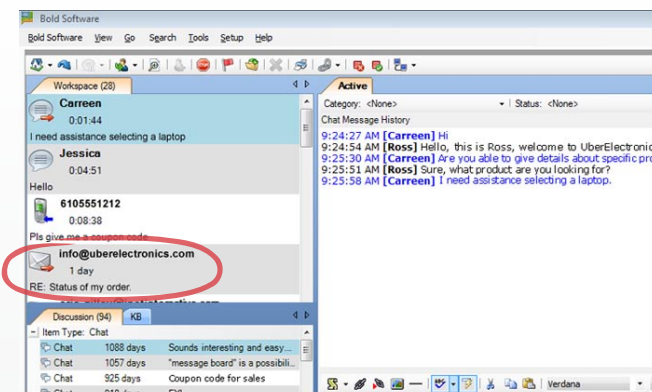 Bold Software
Bold Software View Go Search Tools Setup Help
Workspace (28)
Active
Carreen
0:01:44
I need assistance selecting a laptop
Jessica
0:04:51
Hello
6105551212
0:08:38
Pls give me a coupon code
info@uberelectronics.com
1 day
RE: Status of my order.
Category: <None>
Status: <None>
Chat Message History
9:24:27 AM [Carreen] Hi
9:24:54 AM [Ross] Hello, this is Ross, welcome to UberElectronic
9:25:30 AM [Carreen] Are you able to give details about specific pro
9:25:51 AM [Ross] Sure, what product are you looking for?
9:25:58 AM [Carreen] I need assistance selecting a laptop.
Discussion (94) KB
Item Type: Chat
Chat 1088 days Sounds interesting and easy...
Chat 1057 days "message board" is a possibili...
Chat 925 days Coupon code for sales
Chat
Verdana